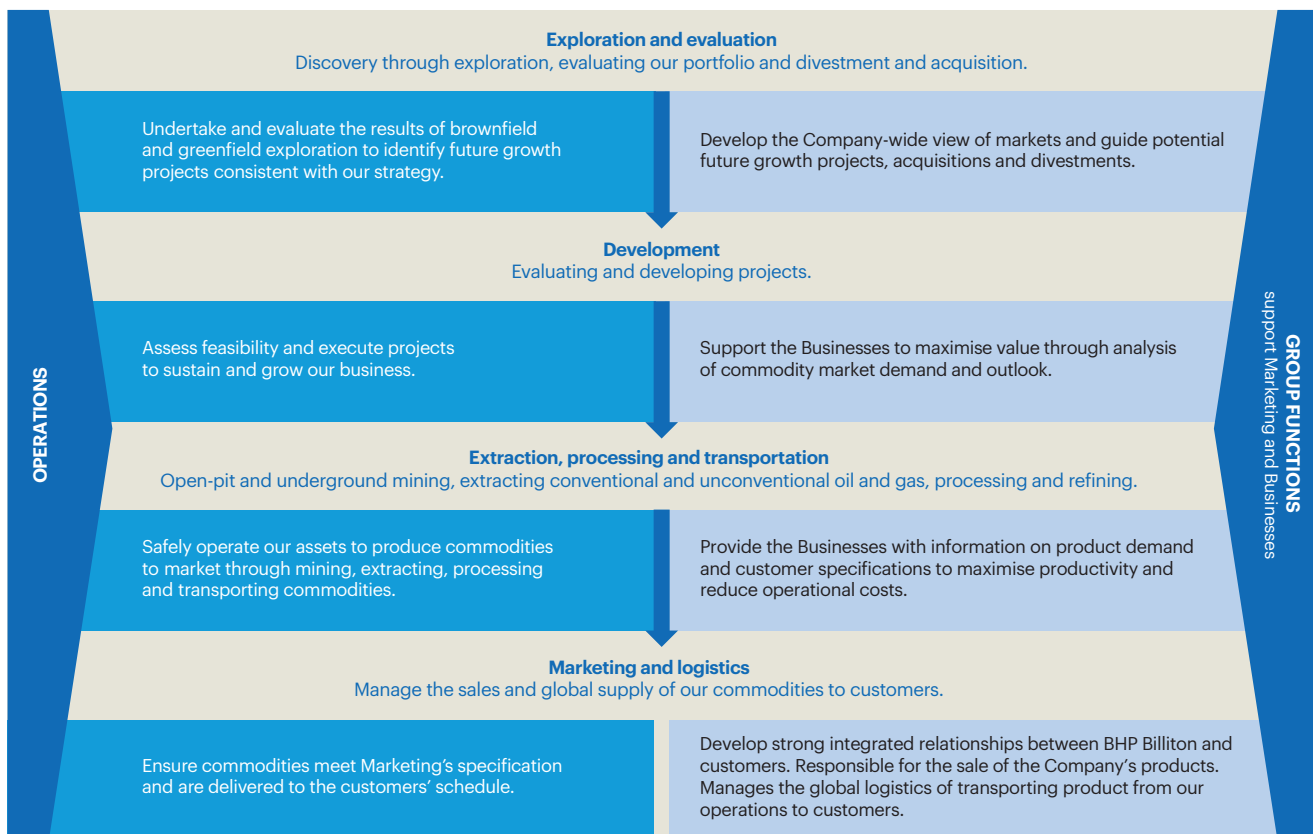 Exploration and evaluation
Discovery through exploration, evaluating our portfolio and divestment and acquisition.
Undertake and evaluate the results of brownfield
and greenfield exploration to identify future growth
projects consistent with our strategy.
Develop the Company-wide view of markets and guide potential
future growth projects, acquisitions and divestments.
Development
Evaluating and developing projects.
Assess feasibility and execute projects
to sustain and grow our business.
Support the Businesses to maximise value through analysis
of commodity market demand and outlook.
Extraction, processing and transportation
Open-pit and underground mining, extracting conventional and unconventional oil and gas, processing and refining.
Safely operate our assets to produce commodities
to market through mining, extracting, processing
and transporting commodities.
Provide the Businesses with information on product demand
and customer specifications to maximise productivity and
reduce operational costs.
Marketing and logistics
Manage the sales and global supply of our commodities to customers.
Ensure commodities meet Marketing’s specification
and are delivered to the customers’ schedule.
Develop strong integrated relationships between BHP Billiton and
customers. Responsible for the sale of the Company’s products.
Manages the global logistics of transporting product from our
operations to customers.
OPERATIONS
GROUP FUNCTIONS
support Marketing and Businesses